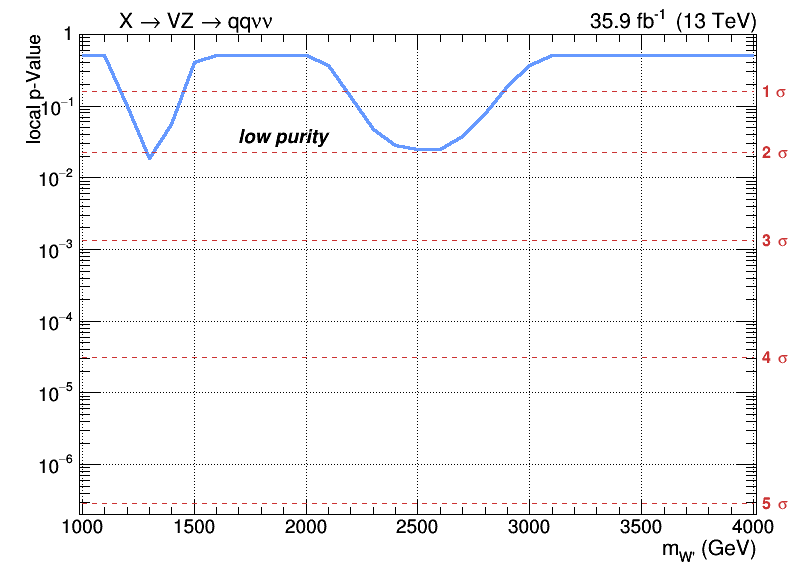 X → VZ → qqνν
35.9 fb⁻¹ (13 TeV)
local p-Value
1
10⁻¹
10⁻²
10⁻³
10⁻⁴
10⁻⁵
10⁻⁶
low purity
1 σ
2 σ
3 σ
4 σ
5 σ
1000 1500 2000 2500 3000 3500 4000
m_W' (GeV)